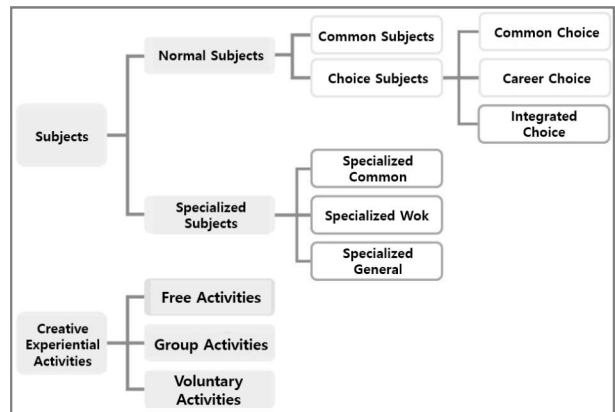 Common Subjects
Common Choice
Normal Subjects
Choice Subjects
Career Choice
Integrated
Choice
Subjects
Specialized
Common
Specialized
Subjects
Specialized Wok
Specialized
General
Free Activities
Creative
Experiential
Activities
Group Activities
Voluntary
Activities